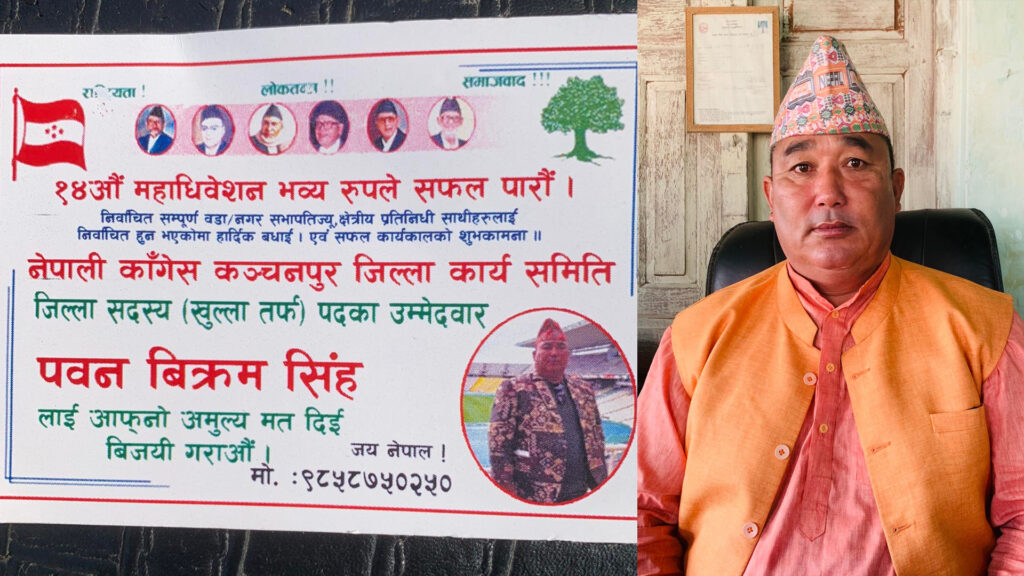 समाजवाद !!!
लोकतन्त्र !!
१४औं महाधिवेशन भव्य रुपले सफल पारौं ।
निर्वाचित सम्पूर्ण वडा/नगर सभापतिज्यू,क्षेत्रीय प्रतिनिधी साथीहरुलाई
निर्वाचित हुन भएकोमा हार्दिक बधाई । एवं सफल कार्यकालको शुभकामना ॥
नेपाली काँगेस कञ्चनपुर जिल्ला कार्य समिति
जिल्ला सदस्य (खुल्ला तर्फ) पदका उम्मेदवार
पवन बिक्रम सिंह
लाई आफ्नो अमुल्य मत दिई
बिजयी गराऔं ।
जय नेपाल !
मो. :९८५८७५०२५०